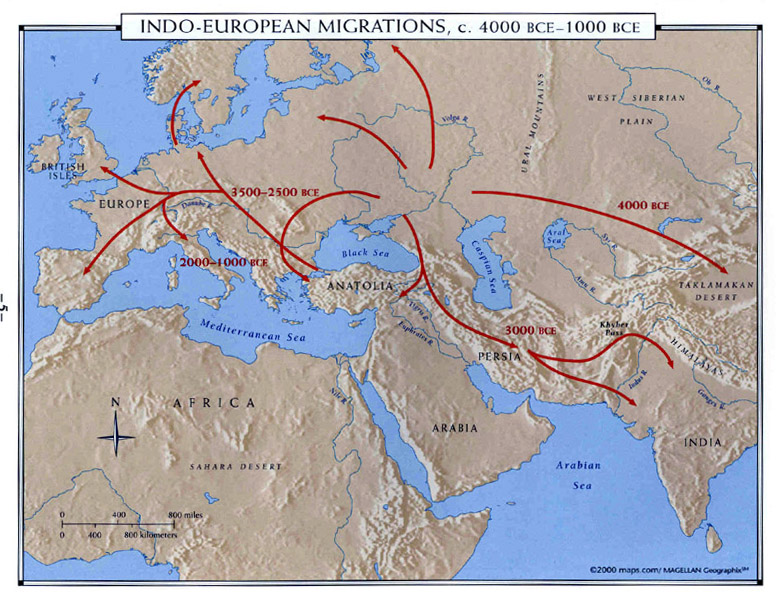 INDO-EUROPEAN MIGRATIONS, c. 4000 BCE–1000 BCE
Ob R.
WEST SIBERIAN
PLAIN
URAL MOUNTAINS
Volga R.
BRITISH
ISLES
EUROPE
3500–2500 BCE
Danube R.
4000 BCE
Aral
Sea
Syr R.
Black Sea
Caspian
Sea
2000–1000 BCE
ANATOLIA
Amu R.
TAKLAMAKAN
DESERT
Tigris R.
Euphrates R.
Mediterranean Sea
3000 BCE
Khyber
Pass
HIMALAYAS
PERSIA
Indus R.
Ganges R.
Nile R.
N
AFRICA
ARABIA
INDIA
SAHARA DESERT
Arabian
Sea
0 400 800 miles
0 400 800 kilometers
©2000 maps.com/ MAGELLAN Geographix℠
–5–